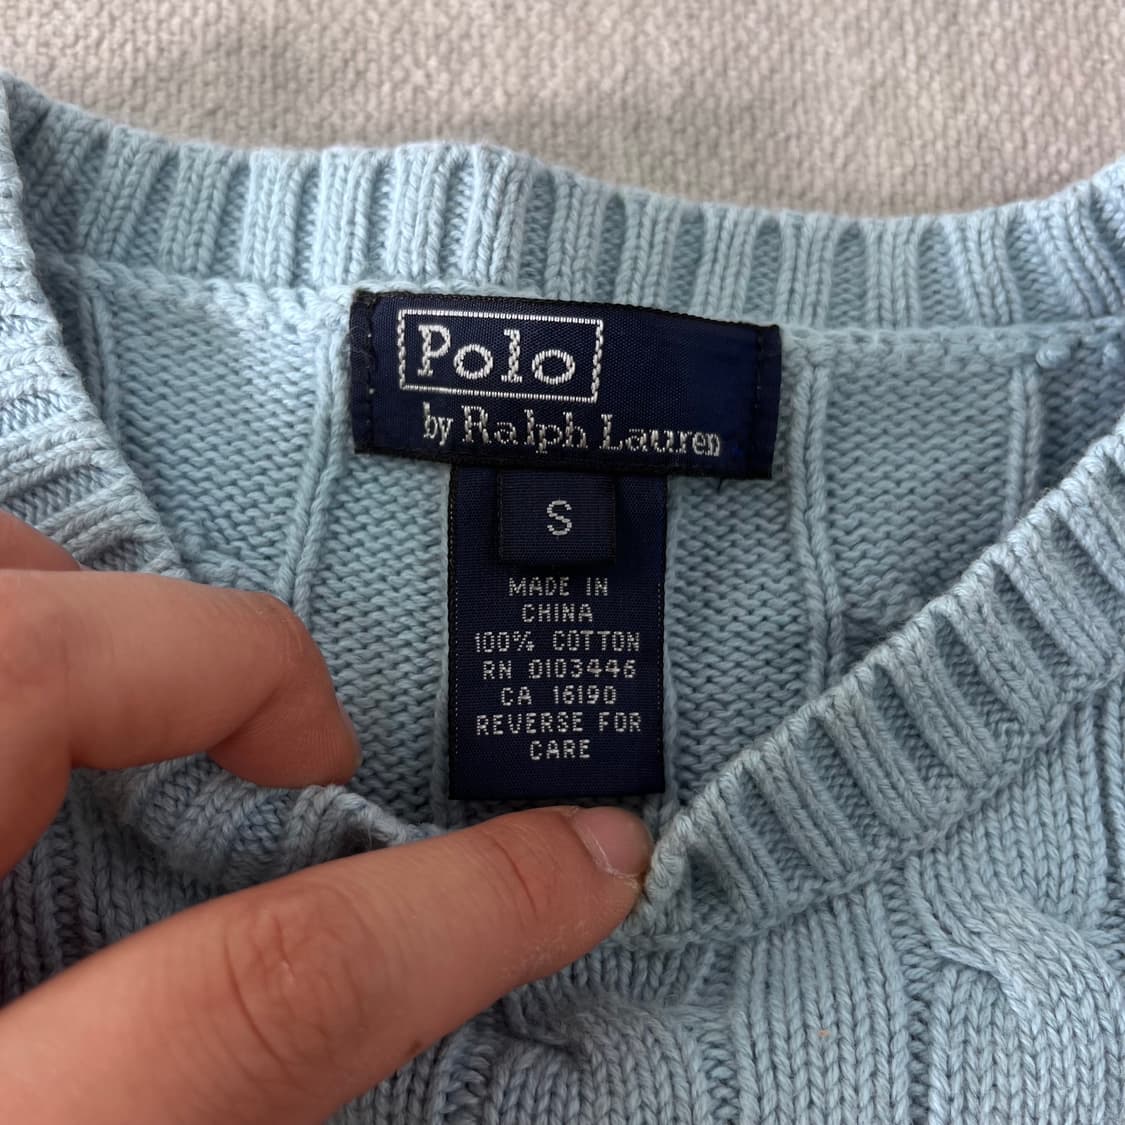 Polo
by Ralph Lauren
S
MADE IN
CHINA
100% COTTON
RN 0103446
CA 16190
REVERSE FOR
CARE